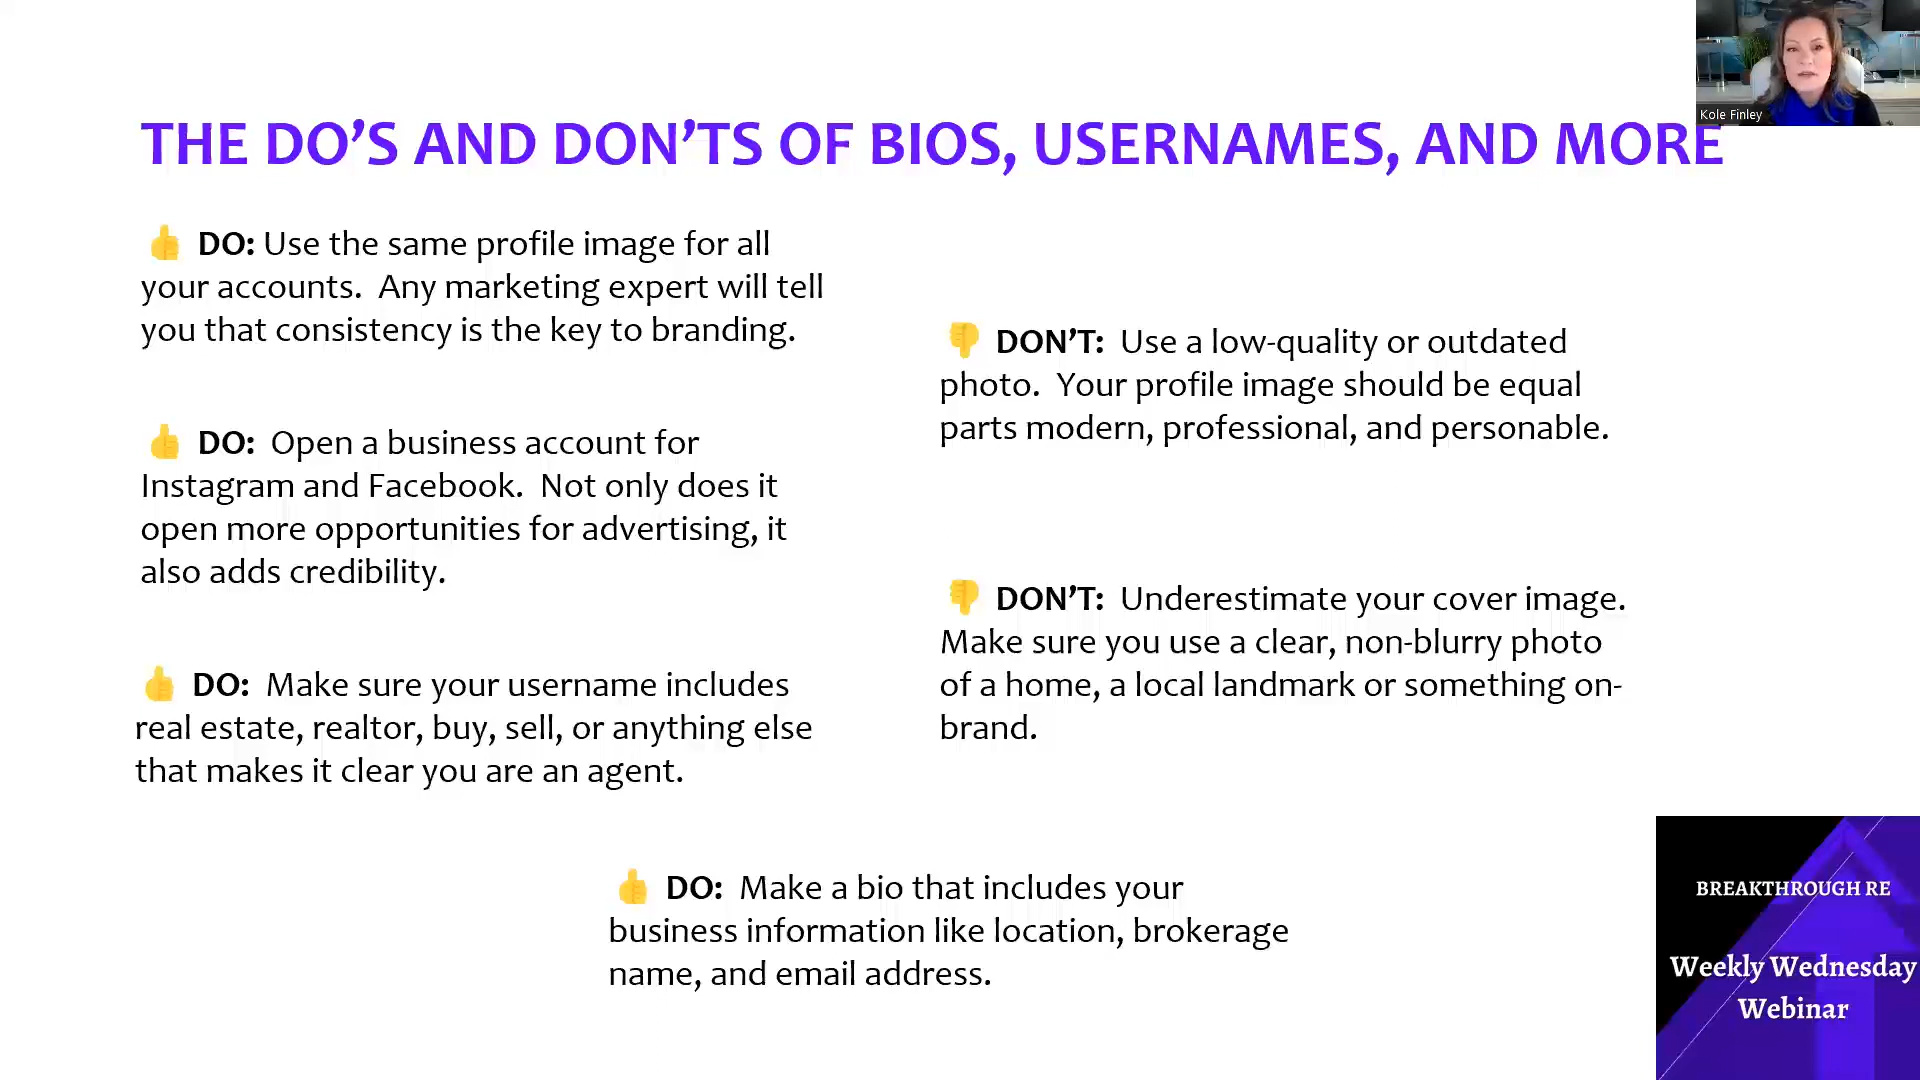 Kole Finley
THE DO’S AND DON’TS OF BIOS, USERNAMES, AND MORE
👍 DO: Use the same profile image for all
your accounts.  Any marketing expert will tell
you that consistency is the key to branding.
👍 DO:  Open a business account for
Instagram and Facebook.  Not only does it
open more opportunities for advertising, it
also adds credibility.
👍 DO:  Make sure your username includes
real estate, realtor, buy, sell, or anything else
that makes it clear you are an agent.
👎 DON’T:  Use a low-quality or outdated
photo.  Your profile image should be equal
parts modern, professional, and personable.
👎 DON’T:  Underestimate your cover image.
Make sure you use a clear, non-blurry photo
of a home, a local landmark or something on-
brand.
👍 DO:  Make a bio that includes your
business information like location, brokerage
name, and email address.
BREAKTHROUGH RE
Weekly Wednesday
Webinar